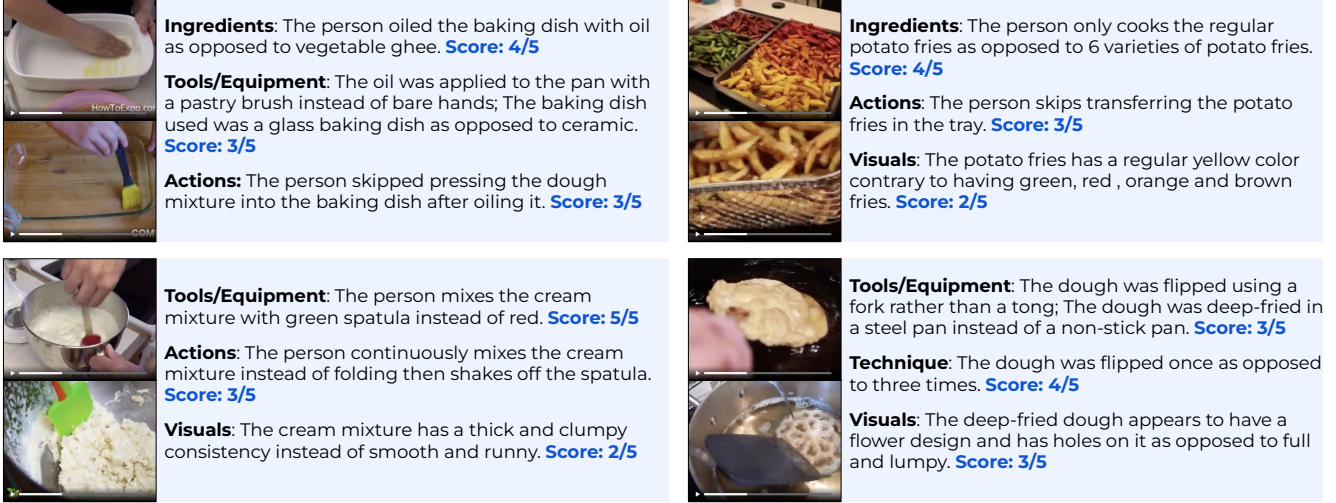 Ingredients: The person oiled the baking dish with oil
as opposed to vegetable ghee. Score: 4/5
Tools/Equipment: The oil was applied to the pan with
a pastry brush instead of bare hands; The baking dish
used was a glass baking dish as opposed to ceramic.
Score: 3/5
Actions: The person skipped pressing the dough
mixture into the baking dish after oiling it. Score: 3/5
HowToExpo.con
COM
Ingredients: The person only cooks the regular
potato fries as opposed to 6 varieties of potato fries.
Score: 4/5
Actions: The person skips transferring the potato
fries in the tray. Score: 3/5
Visuals: The potato fries has a regular yellow color
contrary to having green, red , orange and brown
fries. Score: 2/5
Tools/Equipment: The person mixes the cream
mixture with green spatula instead of red. Score: 5/5
Actions: The person continuously mixes the cream
mixture instead of folding then shakes off the spatula.
Score: 3/5
Visuals: The cream mixture has a thick and clumpy
consistency instead of smooth and runny. Score: 2/5
Tools/Equipment: The dough was flipped using a
fork rather than a tong; The dough was deep-fried in
a steel pan instead of a non-stick pan. Score: 3/5
Technique: The dough was flipped once as opposed
to three times. Score: 4/5
Visuals: The deep-fried dough appears to have a
flower design and has holes on it as opposed to full
and lumpy. Score: 3/5